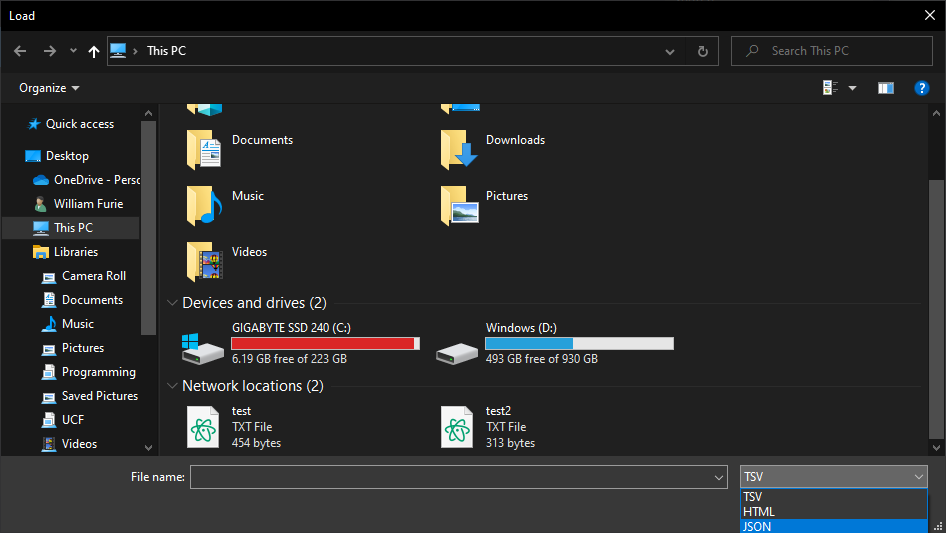 Load
This PC
Search This PC
Organize
Quick access
Desktop
OneDrive - Perso
William Furie
This PC
Libraries
Camera Roll
Documents
Music
Pictures
Programming
Saved Pictures
UCF
Videos
Documents
Downloads
Music
Pictures
Videos
Devices and drives (2)
GIGABYTE SSD 240 (C:)
6.19 GB free of 223 GB
Windows (D:)
493 GB free of 930 GB
Network locations (2)
test
TXT File
454 bytes
test2
TXT File
313 bytes
File name:
TSV
TSV
HTML
JSON